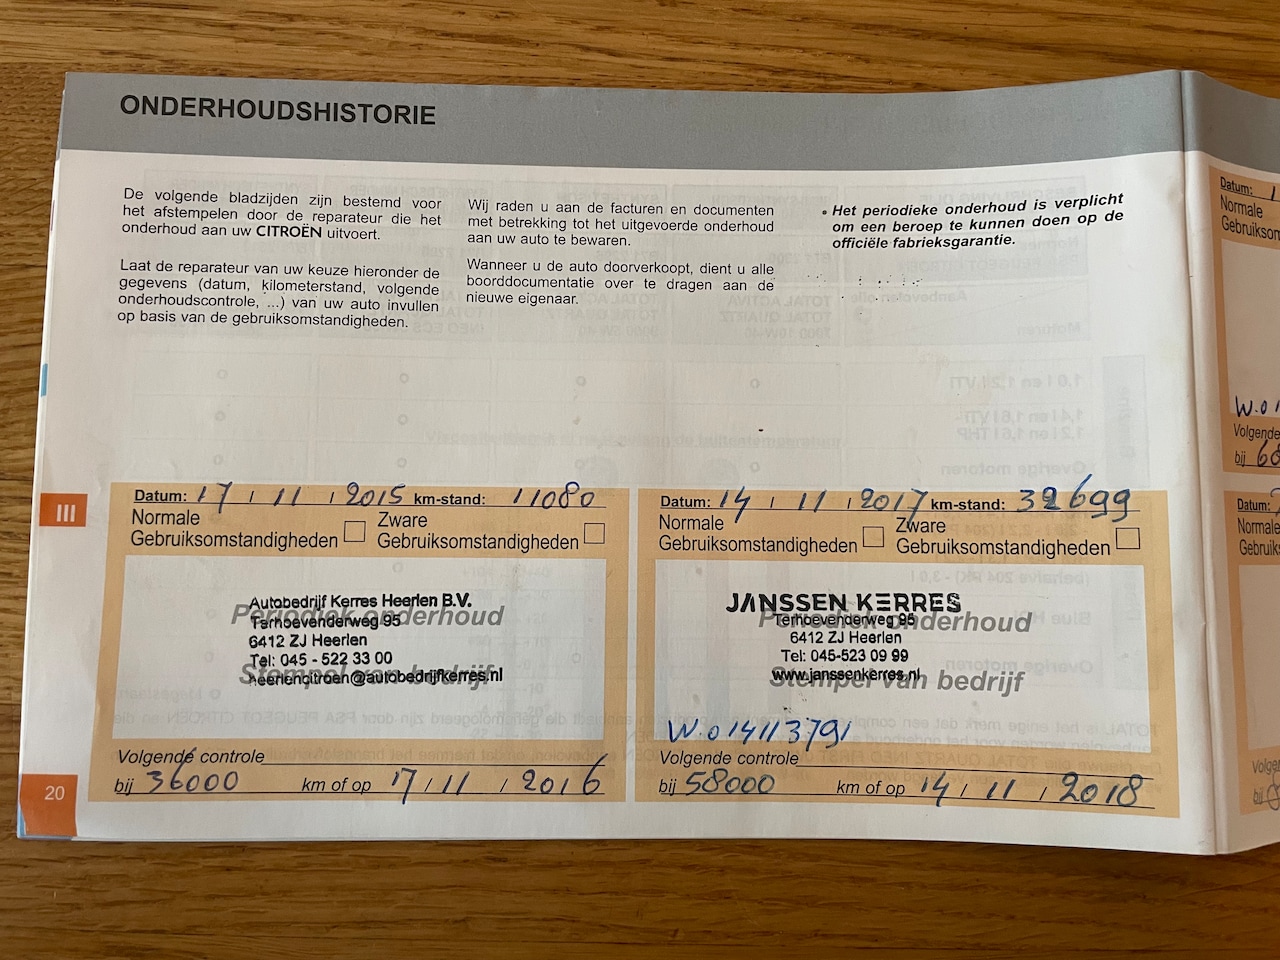 ONDERHOUDSHISTORIE
De volgende bladzijden zijn bestemd voor
het afstempelen door de reparateur die het
onderhoud aan uw CITROËN uitvoert.
Laat de reparateur van uw keuze hieronder de
gegevens (datum, kilometerstand, volgende
onderhoudscontrole, ...) van uw auto invullen
op basis van de gebruiksomstandigheden.
Wij raden u aan de facturen en documenten
met betrekking tot het uitgevoerde onderhoud
aan uw auto te bewaren.
Wanneer u de auto doorverkoopt, dient u alle
boorddocumentatie over te dragen aan de
nieuwe eigenaar.
• Het periodieke onderhoud is verplicht
om een beroep te kunnen doen op de
officiële fabrieksgarantie.
III
Datum: 17 / 11 / 2015 km-stand: 11080
Normale
Gebruiksomstandigheden
Zware
Gebruiksomstandigheden
Periodiek onderhoud
Stempel van bedrijf
Autobedrijf Kerres Heerlen B.V.
Terhoevenderweg 95
6412 ZJ Heerlen
Tel: 045 - 522 33 00
heerlencitroen@autobedrijfkerres.nl
Volgende controle
bij 36000 km of op 17 / 11 / 2016
Datum: 14 / 11 / 2017 km-stand: 32699
Normale
Gebruiksomstandigheden
Zware
Gebruiksomstandigheden
Periodiek onderhoud
Stempel van bedrijf
JANSSEN KERRES
Terhoevenderweg 95
6412 ZJ Heerlen
Tel: 045-523 09 99
www.janssenkerres.nl
W.014113791
Volgende controle
bij 58000 km of op 14 / 11 / 2018
20
Datum:
Normale
W.01
Volgende
bij
Datum: